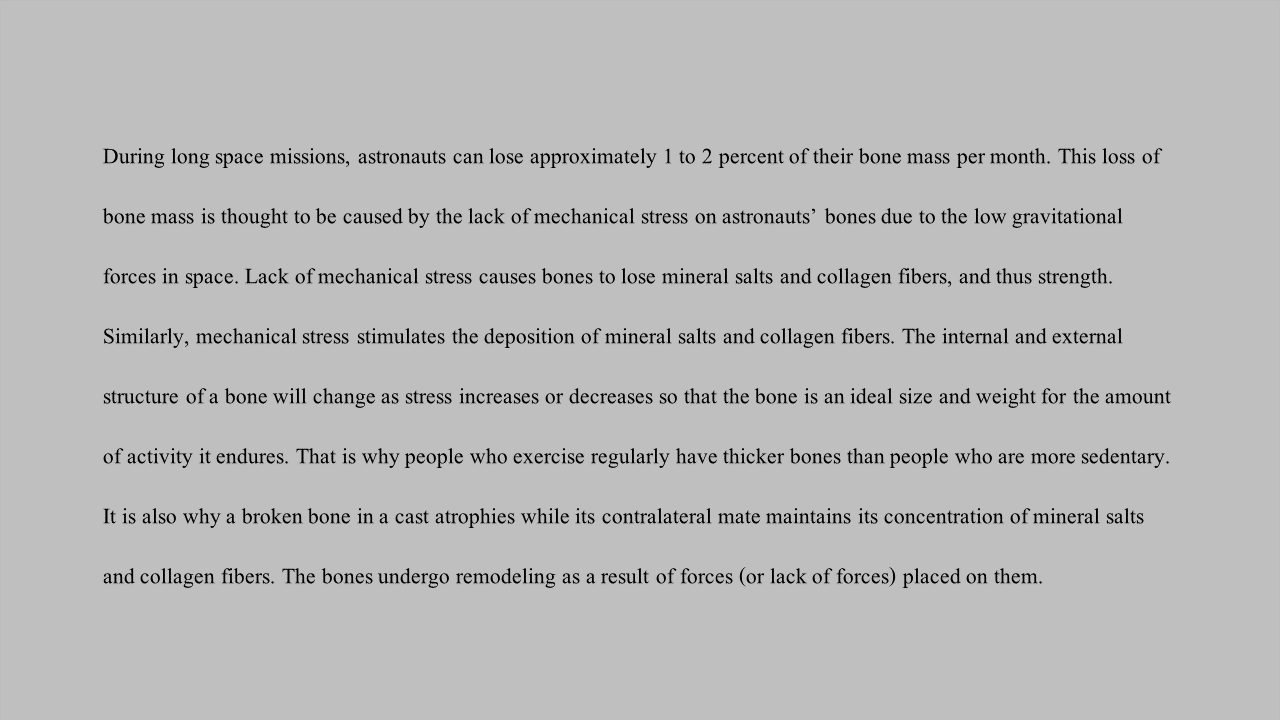 During long space missions, astronauts can lose approximately 1 to 2 percent of their bone mass per month. This loss of
bone mass is thought to be caused by the lack of mechanical stress on astronauts’ bones due to the low gravitational
forces in space. Lack of mechanical stress causes bones to lose mineral salts and collagen fibers, and thus strength.
Similarly, mechanical stress stimulates the deposition of mineral salts and collagen fibers. The internal and external
structure of a bone will change as stress increases or decreases so that the bone is an ideal size and weight for the amount
of activity it endures. That is why people who exercise regularly have thicker bones than people who are more sedentary.
It is also why a broken bone in a cast atrophies while its contralateral mate maintains its concentration of mineral salts
and collagen fibers. The bones undergo remodeling as a result of forces (or lack of forces) placed on them.